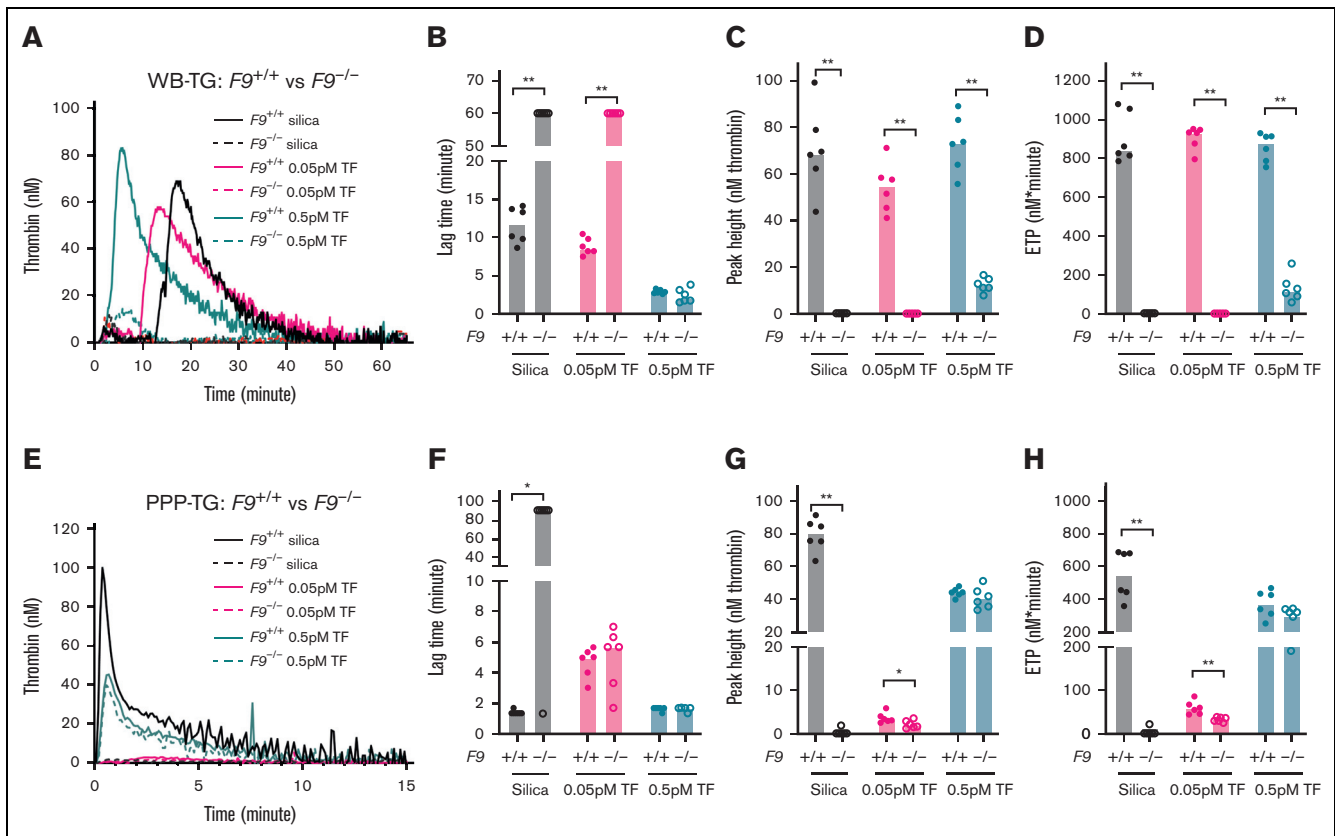 A
WB-TG: F9+/+ vs F9−/−
Thrombin (nM)
100
80
60
40
20
0
F9+/+ silica
F9−/− silica
F9+/+ 0.05pM TF
F9−/− 0.05pM TF
F9+/+ 0.5pM TF
F9−/− 0.5pM TF
0 10 20 30 40 50 60
Time (minute)
B
Lag time (minute)
70
60
50
20
15
10
5
0
** **
F9 +/+ −/− +/+ −/− +/+ −/−
Silica 0.05pM TF 0.5pM TF
C
Peak height (nM thrombin)
100
80
60
40
20
0
** ** **
F9 +/+ −/− +/+ −/− +/+ −/−
Silica 0.05pM TF 0.5pM TF
D
ETP (nM*minute)
1200
1000
800
600
400
200
0
** ** **
F9 +/+ −/− +/+ −/− +/+ −/−
Silica 0.05pM TF 0.5pM TF
E
PPP-TG: F9+/+ vs F9−/−
Thrombin (nM)
120
100
80
60
40
20
0
F9+/+ silica
F9−/− silica
F9+/+ 0.05pM TF
F9−/− 0.05pM TF
F9+/+ 0.5pM TF
F9−/− 0.5pM TF
0 5 10 15
Time (minute)
F
Lag time (minute)
100
90
80
40
10
8
6
4
2
0
*
F9 +/+ −/− +/+ −/− +/+ −/−
Silica 0.05pM TF 0.5pM TF
G
Peak height (nM thrombin)
100
80
60
40
20
20
10
0
** *
F9 +/+ −/− +/+ −/− +/+ −/−
Silica 0.05pM TF 0.5pM TF
H
ETP (nM*minute)
1000
800
600
400
200
100
50
0
** **
F9 +/+ −/− +/+ −/− +/+ −/−
Silica 0.05pM TF 0.5pM TF